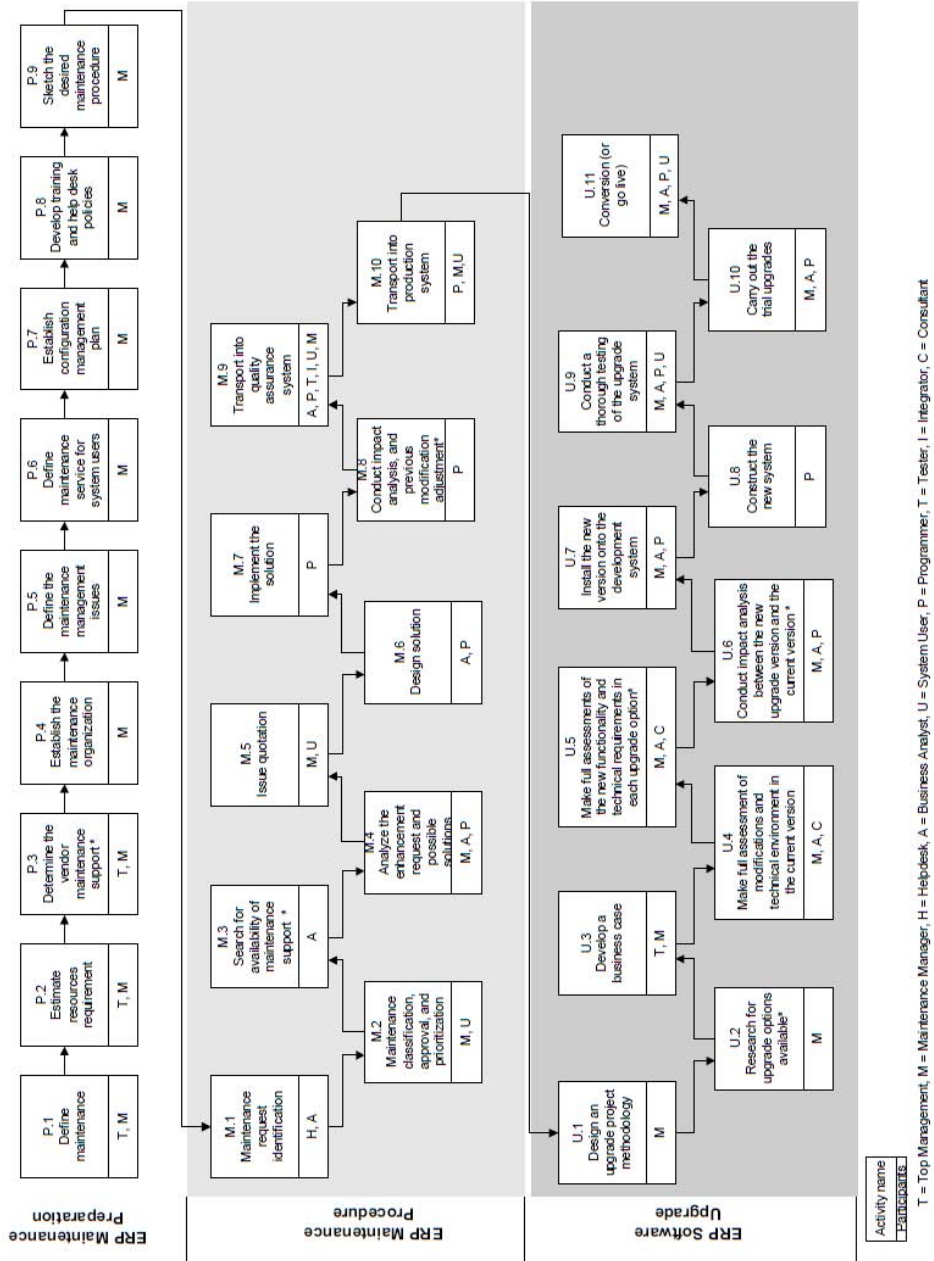 ERP Maintenance
Preparation
P.1
Define
maintenance
T, M
P.2
Estimate
resources
requirement
T, M
P.3
Determine the
vendor
maintenance
support *
T, M
P.4
Establish the
maintenance
organization
M
P.5
Define the
maintenance
management
issues
M
P.6
Define
maintenance
service for
system users
M
P.7
Establish
configuration
management
plan
M
P.8
Develop training
and help desk
policies
M
P.9
Sketch the
desired
maintenance
procedure
M
ERP Maintenance
Procedure
M.1
Maintenance
request
identification
H, A
M.2
Maintenance
classification,
approval, and
prioritization
M, U
M.3
Search for
availability of
maintenance
support *
A
M.4
Analyze the
enhancement
request and
possible
solutions
M, A, P
M.5
Issue quotation
M, U
M.6
Design solution
A, P
M.7
Implement the
solution
P
M.8
Conduct impact
analysis, and
previous
modification
adjustment*
P
M.9
Transport into
quality
assurance
system
A, P, T, I, U, M
M.10
Transport into
production
system
P, M,U
ERP Software
Upgrade
U.1
Design an
upgrade project
methodology
M
U.2
Research for
upgrade options
available*
M
U.3
Develop a
business case
T, M
U.4
Make full assessment of
modifications and
technical environment in
the current version
M, A, C
U.5
Make full assessments of
the new functionality and
technical requirements in
each upgrade option*
M, A, C
U.6
Conduct impact analysis
between the new
upgrade version and the
current version *
M, A, P
U.7
Install the new
version onto the
development
system
M, A, P
U.8
Construct the
new system
P
U.9
Conduct a
thorough testing
of the upgrade
system
M, A, P, U
U.10
Carry out the
trial upgrades
M, A, P
U.11
Conversion (or
go live)
M, A, P, U
Activity name
Participants
T = Top Management, M = Maintenance Manager, H = Helpdesk, A = Business Analyst, U = System User, P = Programmer, T = Tester, I = Integrator, C = Consultant